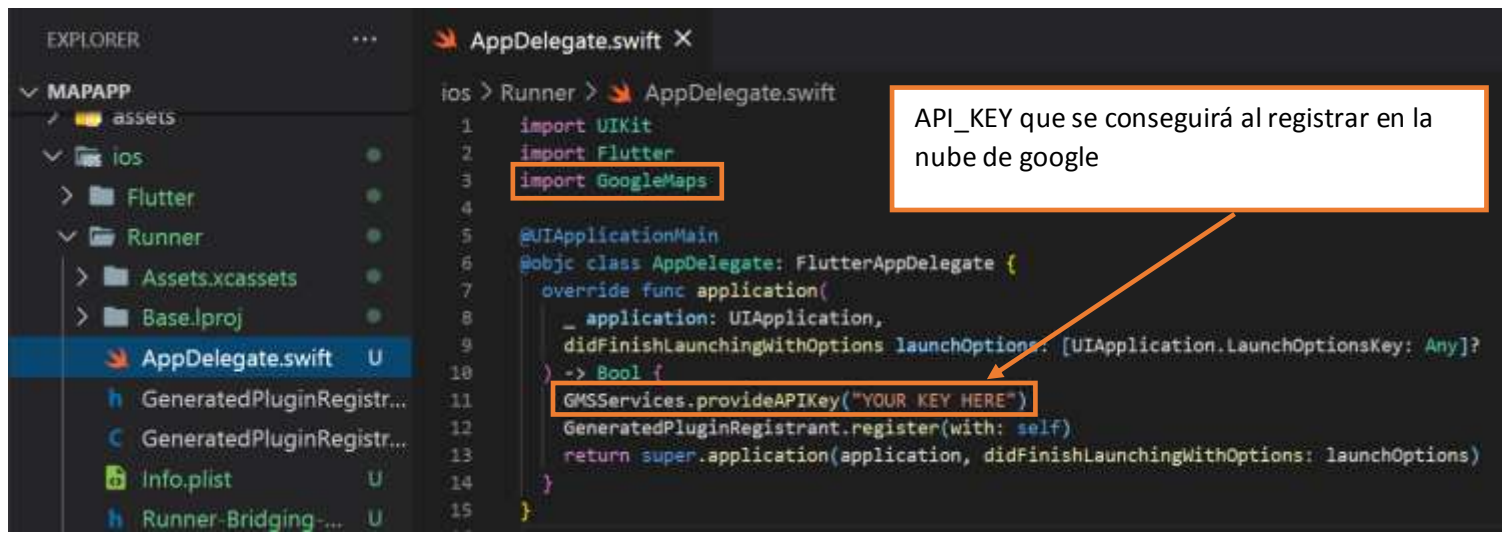 EXPLORER ...
MAPAPP
assets
ios
Flutter
Runner
Assets.xcassets
Base.lproj
AppDelegate.swift U
GeneratedPluginRegistr...
GeneratedPluginRegistr...
Info.plist U
Runner-Bridging-... U
AppDelegate.swift ×
ios > Runner > AppDelegate.swift
1 import UIKit
2 import Flutter
3 import GoogleMaps
4
5 @UIApplicationMain
6 @objc class AppDelegate: FlutterAppDelegate {
7 override func application(
8 _ application: UIApplication,
9 didFinishLaunchingWithOptions launchOptions: [UIApplication.LaunchOptionsKey: Any]?
10 ) -> Bool {
11 GMSServices.provideAPIKey("YOUR KEY HERE")
12 GeneratedPluginRegistrant.register(with: self)
13 return super.application(application, didFinishLaunchingWithOptions: launchOptions)
14 }
15 }
API_KEY que se conseguirá al registrar en la
nube de google